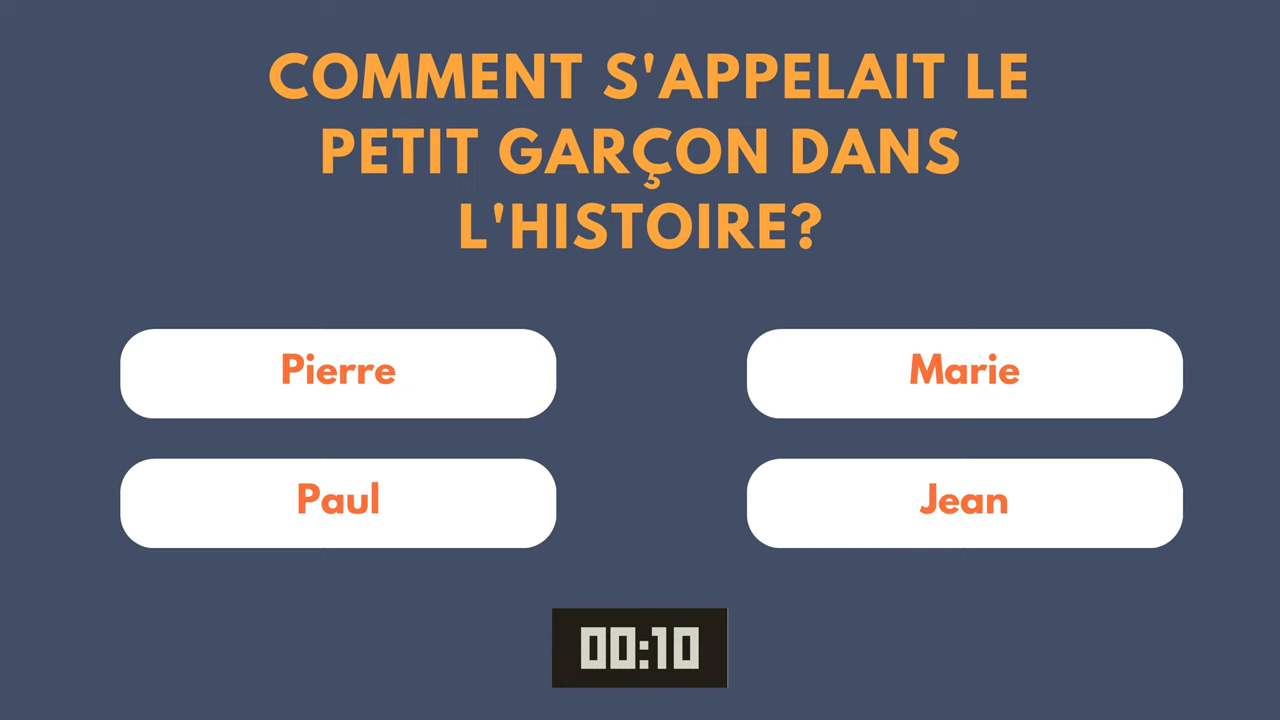 COMMENT S'APPELAIT LE
PETIT GARÇON DANS
L'HISTOIRE?
Pierre
Marie
Paul
Jean
00:10